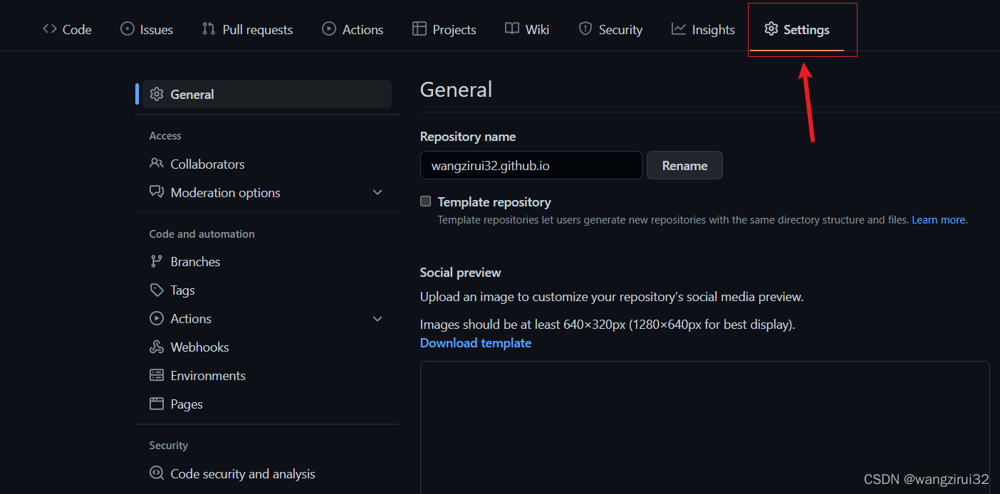 Code Issues Pull requests Actions Projects Wiki Security Insights Settings
General
Access
Collaborators
Moderation options
Code and automation
Branches
Tags
Actions
Webhooks
Environments
Pages
Security
Code security and analysis
General
Repository name
wangzirui32.github.io Rename
Template repository
Template repositories let users generate new repositories with the same directory structure and files. Learn more.
Social preview
Upload an image to customize your repository’s social media preview.
Images should be at least 640×320px (1280×640px for best display).
Download template
CSDN @wangzirui32